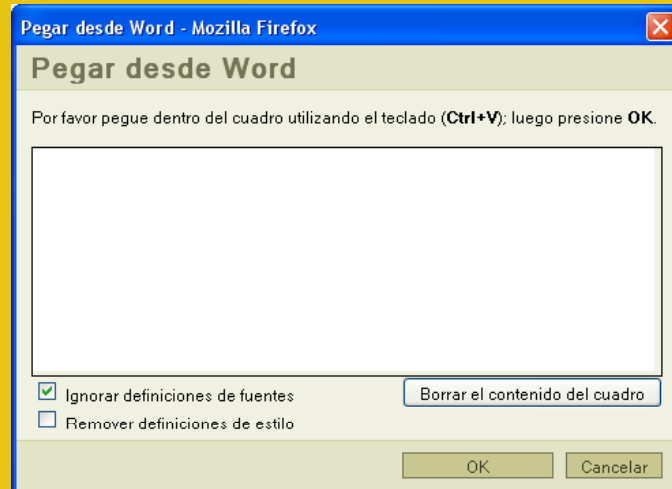 Pegar desde Word - Mozilla Firefox
Pegar desde Word
Por favor pegue dentro del cuadro utilizando el teclado (Ctrl+V); luego presione OK.
Ignorar definiciones de fuentes
Borrar el contenido del cuadro
Remover definiciones de estilo
OK
Cancelar